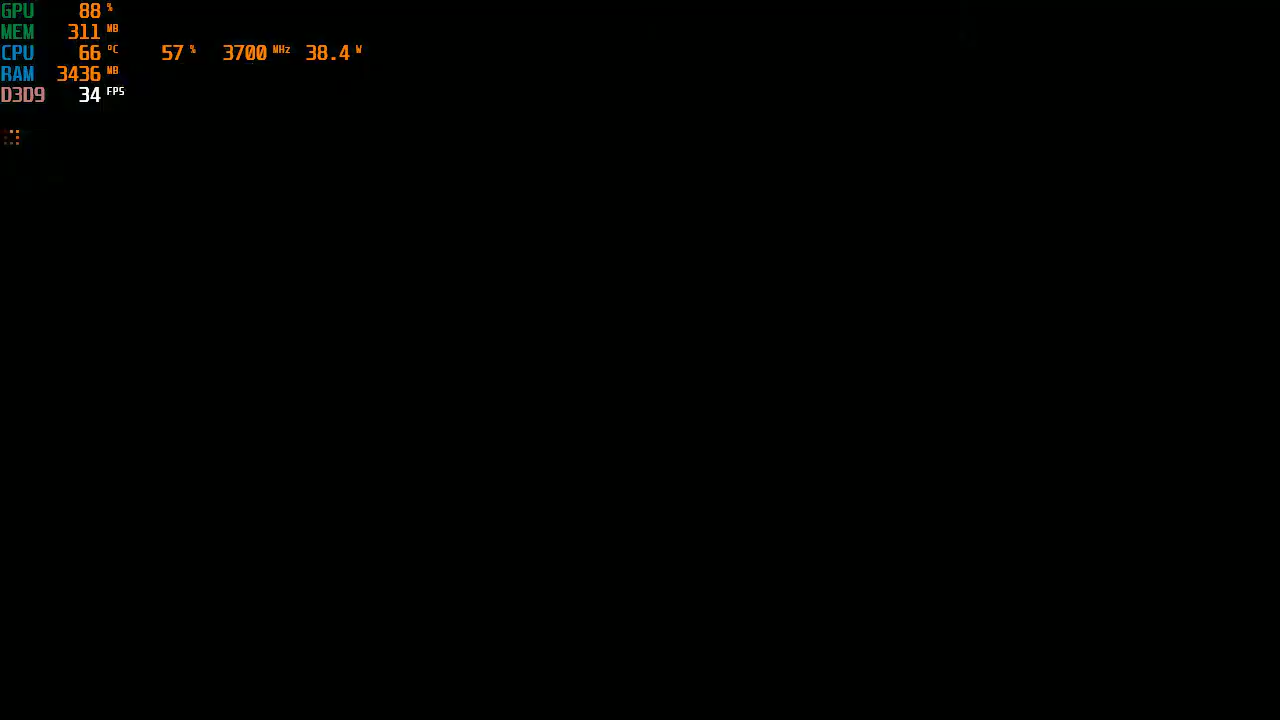 GPU 88 %
MEM 311 MB
CPU 66 °C 57 % 3700 MHz 38.4 W
RAM 3436 MB
D3D9 34 FPS